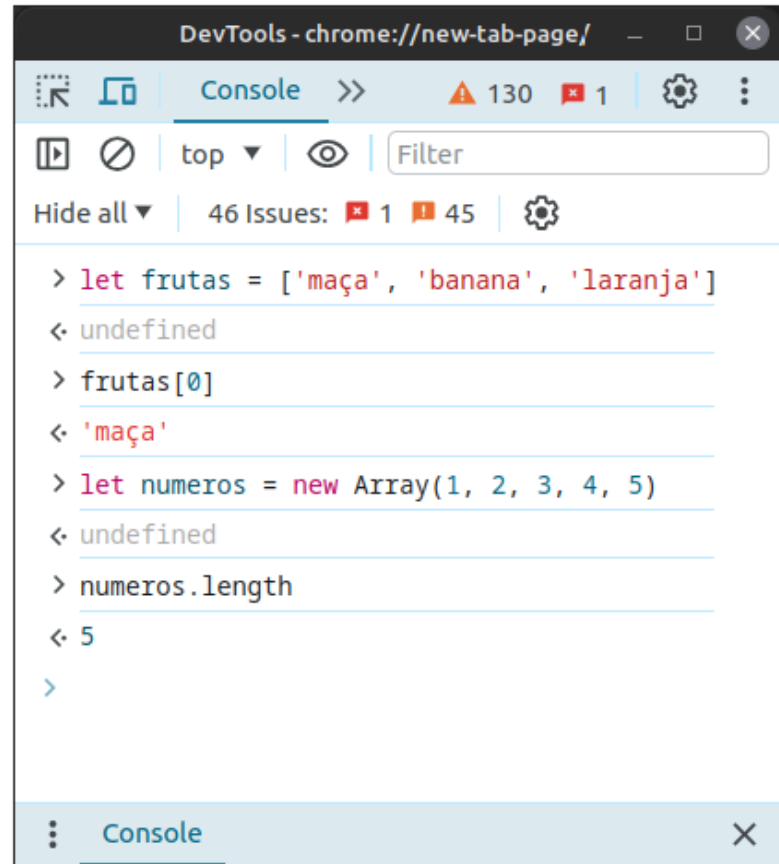 DevTools - chrome://new-tab-page/
Console 130 1
top Filter
Hide all 46 Issues: 1 45
let frutas = ['maça', 'banana', 'laranja']
undefined
frutas[0]
'maça'
let numeros = new Array(1, 2, 3, 4, 5)
undefined
numeros.length
5
Console